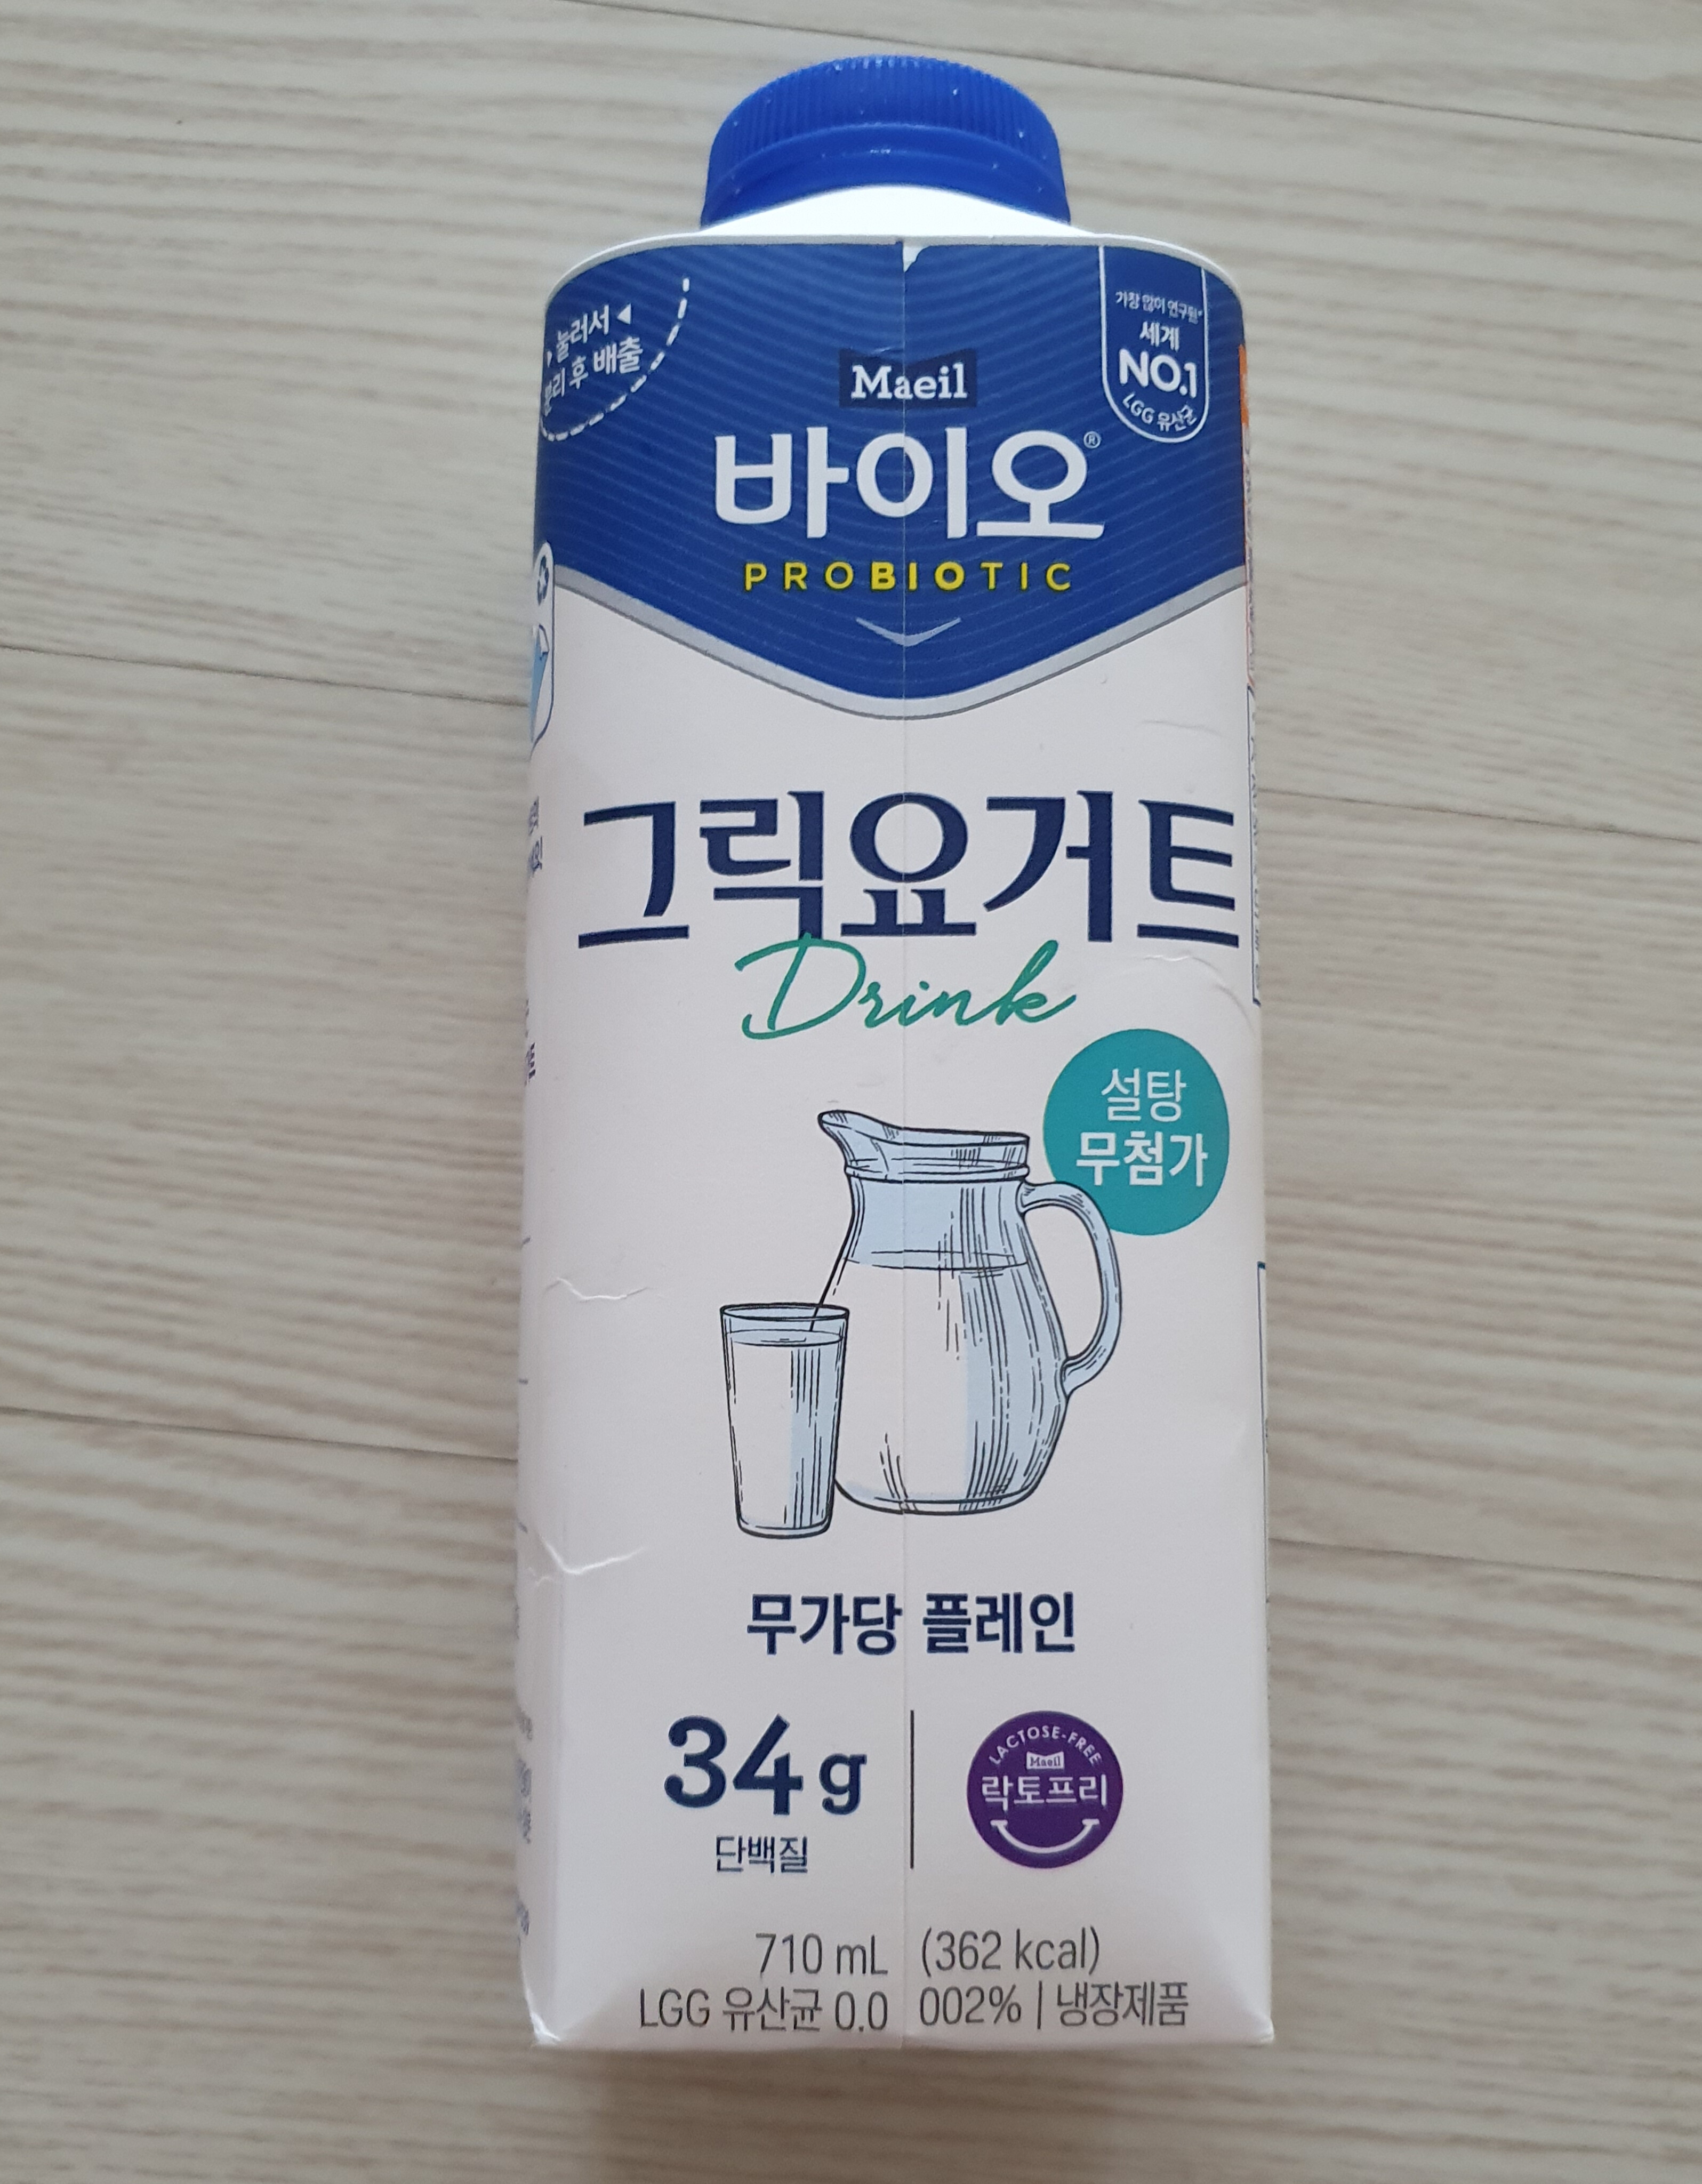 눌러서
분리 후 배출
가장 많이 연구된*
세계
NO.1
LGG 유산균
Maeil
바이오®
PROBIOTIC
그릭요거트
Drink
설탕
무첨가
무가당 플레인
34g
단백질
LACTOSE-FREE
Maeil
락토프리
710 mL (362 kcal)
LGG 유산균 0.0002% | 냉장제품